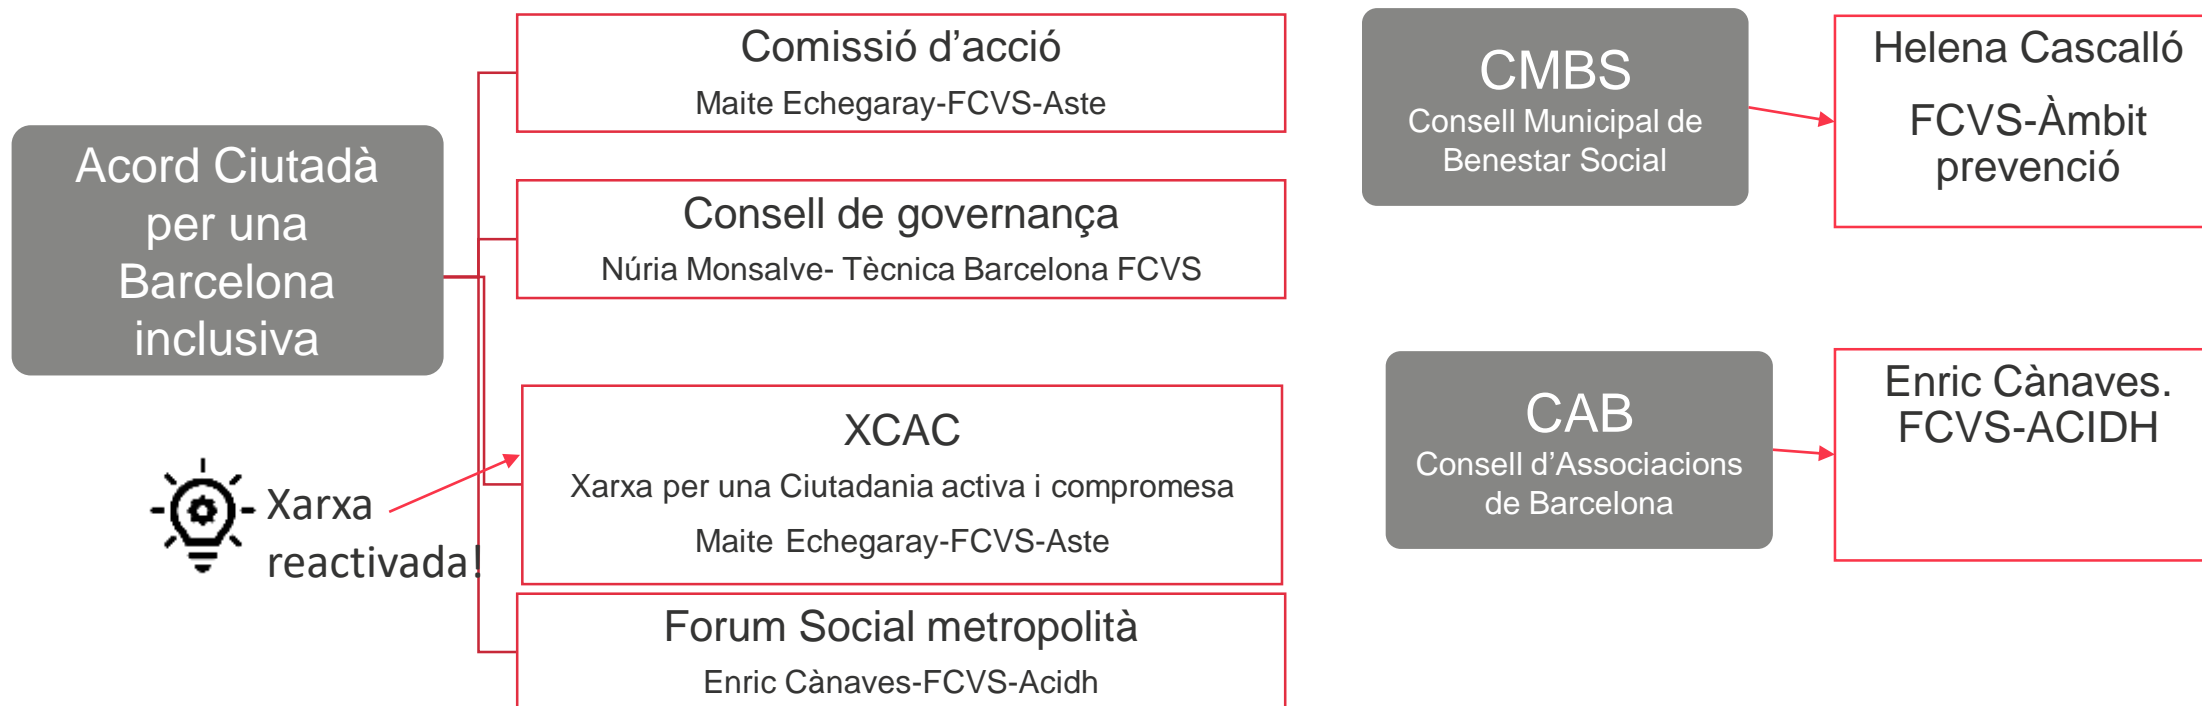 Acord Ciutadà
per una
Barcelona
inclusiva
Comissió d’acció
Maite Echegaray-FCVS-Aste
Consell de governança
Núria Monsalve- Tècnica Barcelona FCVS
XCAC
Xarxa per una Ciutadania activa i compromesa
Maite Echegaray-FCVS-Aste
Xarxa
reactivada!
Forum Social metropolità
Enric Cànaves-FCVS-Acidh
CMBS
Consell Municipal de
Benestar Social
Helena Cascalló
FCVS-Àmbit
prevenció
CAB
Consell d’Associacions
de Barcelona
Enric Cànaves.
FCVS-ACIDH